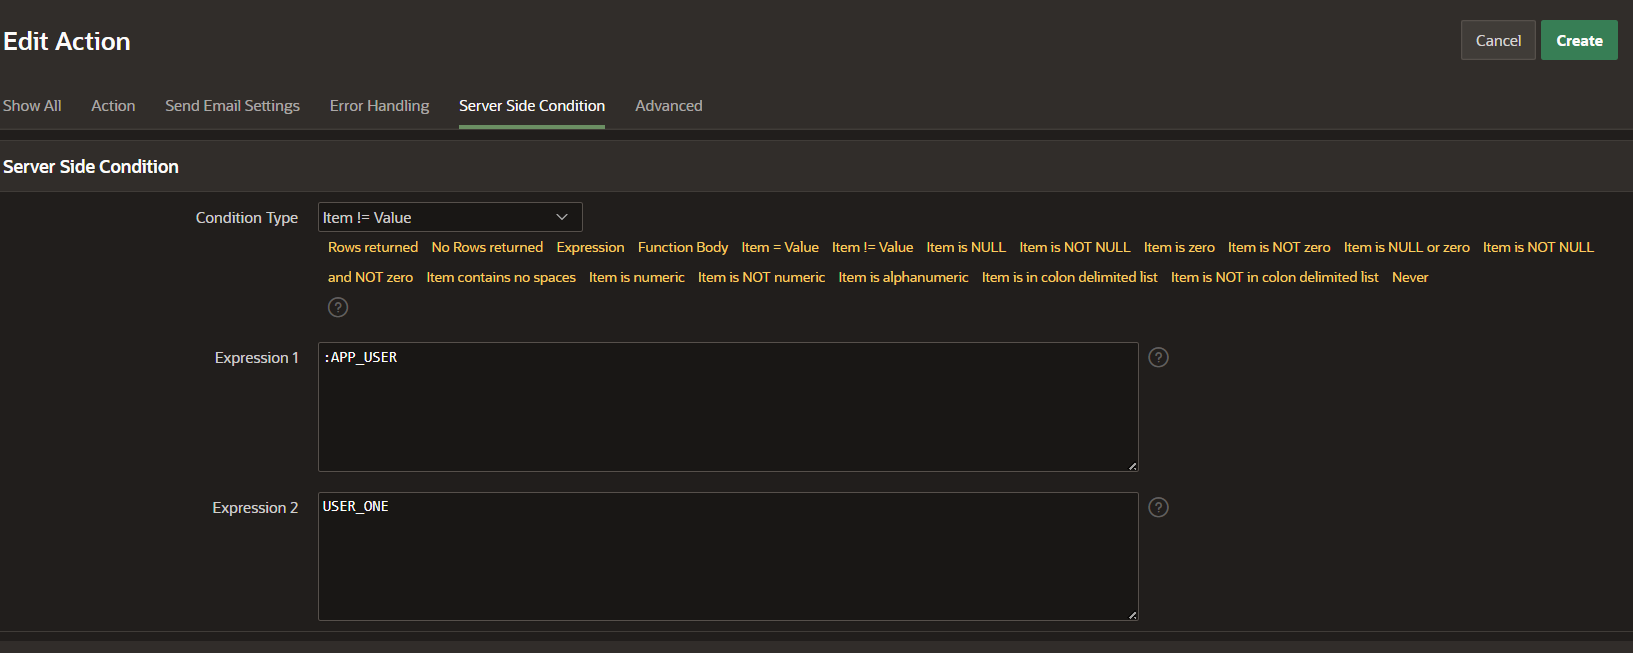 Edit Action
Cancel
Create
Show All Action Send Email Settings Error Handling Server Side Condition Advanced
Server Side Condition
Condition Type
Item != Value
Rows returned No Rows returned Expression Function Body Item = Value Item != Value Item is NULL Item is NOT NULL Item is zero Item is NOT zero Item is NULL or zero Item is NOT NULL
and NOT zero Item contains no spaces Item is numeric Item is NOT numeric Item is alphanumeric Item is in colon delimited list Item is NOT in colon delimited list Never
?
Expression 1
:APP_USER
?
Expression 2
USER_ONE
?